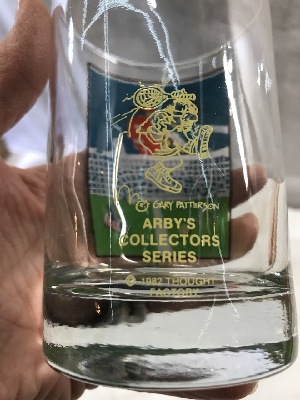 © GARY PATTERSON
ARBY'S
COLLECTORS
SERIES
© 1982 THOUGHT
FACTORY